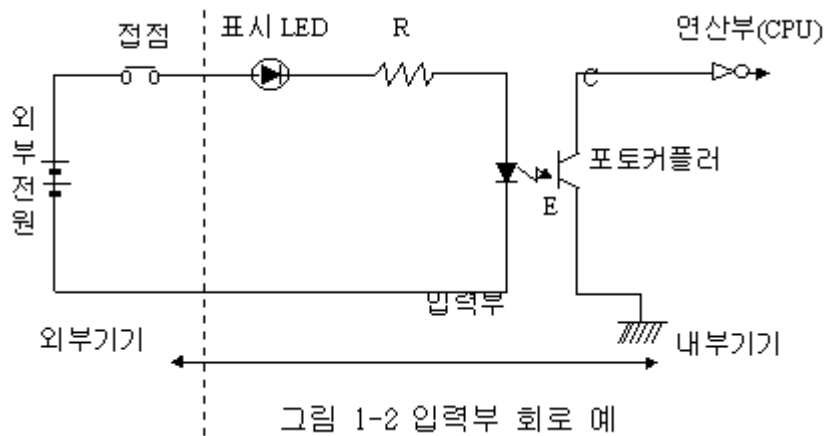 접점
표시 LED
R
연산부(CPU)
C
외부전원
포토커플러
E
입력부
외부기기
내부기기
그림 1-2 입력부 회로 예